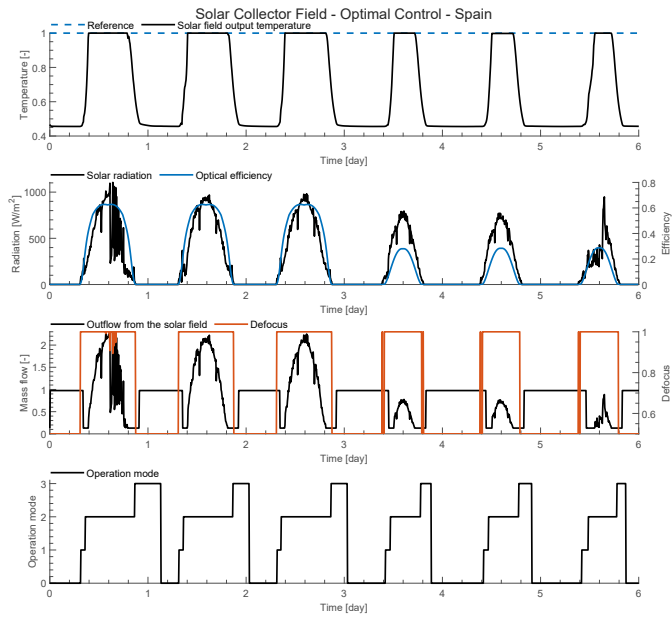 Solar Collector Field - Optimal Control - Spain
Reference
Solar field output temperature
1
0.8
0.6
0.4
Temperature [-]
0 1 2 3 4 5 6
Time [day]
Solar radiation
Optical efficiency
1000
500
0
Radiation [W/m²]
0.8
0.6
0.4
0.2
0
Efficiency
0 1 2 3 4 5 6
Time [day]
Outflow from the solar field
Defocus
2
1.5
1
0.5
0
Mass flow [-]
1
0.9
0.8
0.7
0.6
Defocus
0 1 2 3 4 5 6
Time [day]
Operation mode
3
2
1
0
Operation mode
0 1 2 3 4 5 6
Time [day]